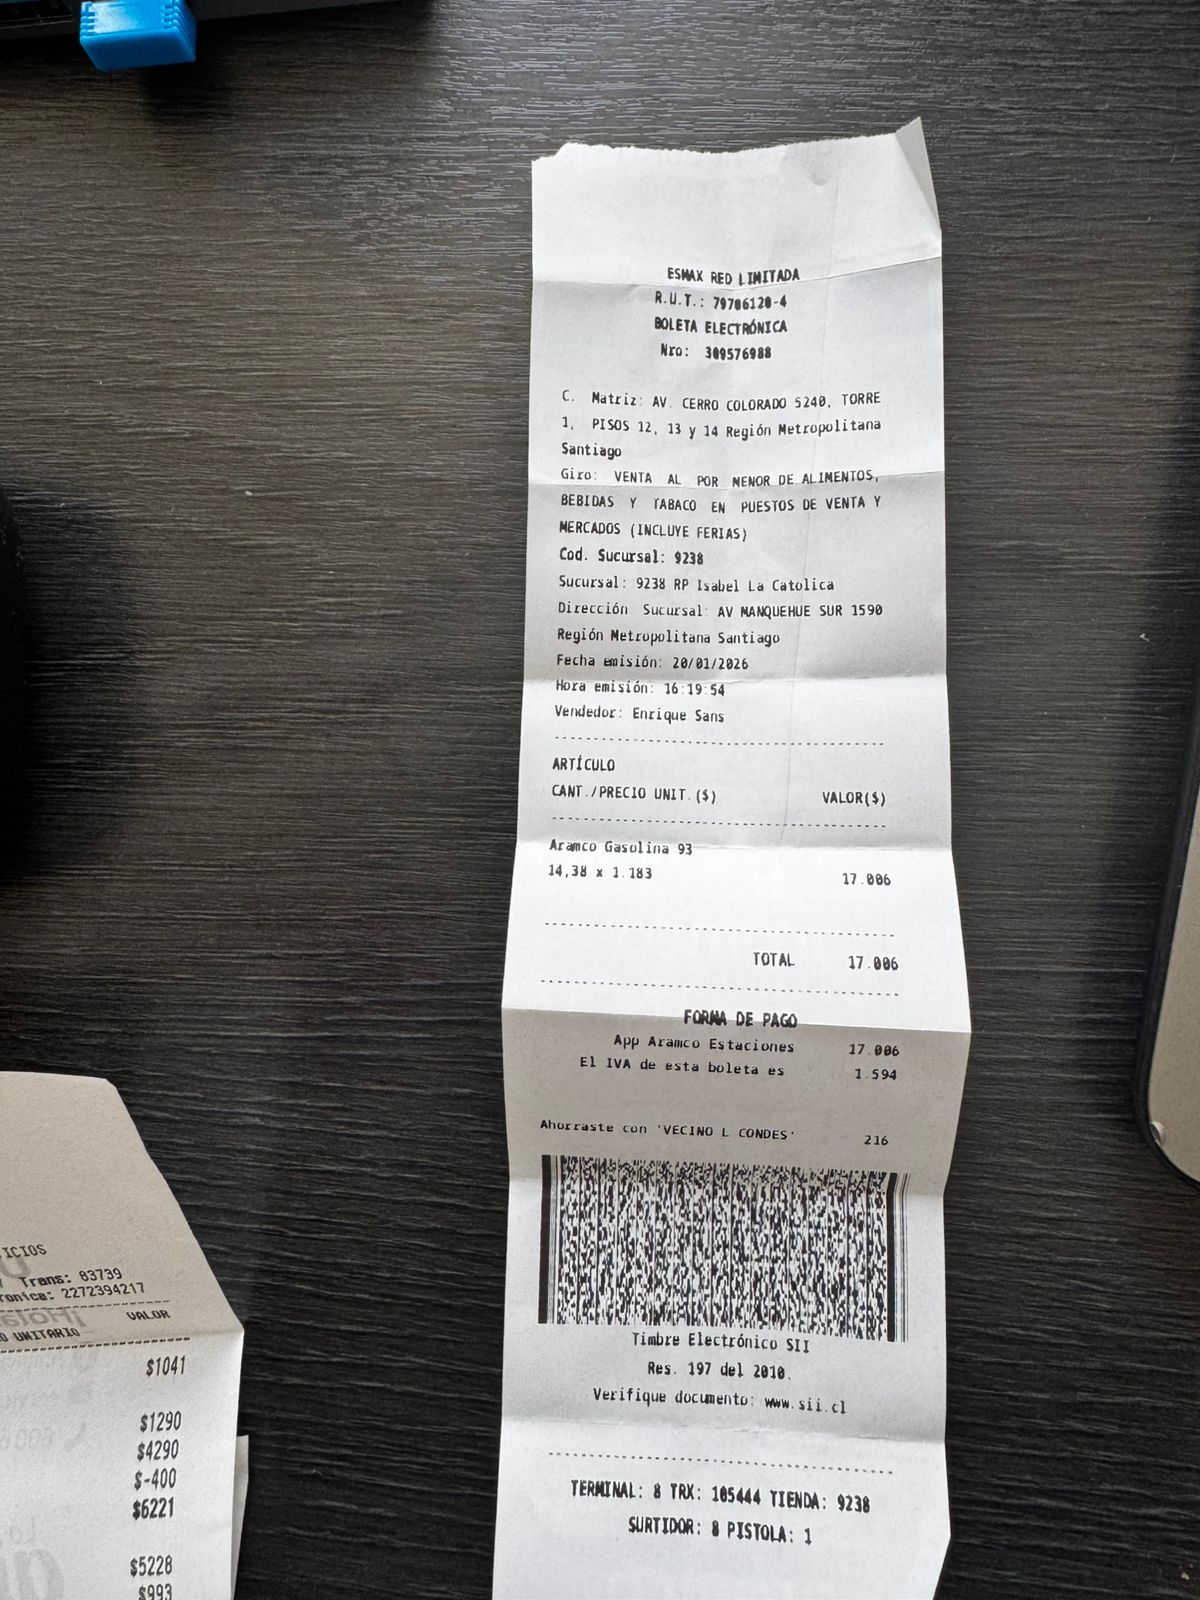 ESMAX RED LIMITADA
R.U.T.: 79706120-4
BOLETA ELECTRÓNICA
Nro: 309576988
C. Matriz: AV. CERRO COLORADO 5240, TORRE
1, PISOS 12, 13 y 14 Región Metropolitana
Santiago
Giro: VENTA AL POR MENOR DE ALIMENTOS,
BEBIDAS Y TABACO EN PUESTOS DE VENTA Y
MERCADOS (INCLUYE FERIAS)
Cod. Sucursal: 9238
Sucursal: 9238 RP Isabel La Catolica
Dirección Sucursal: AV MANQUEHUE SUR 1590
Región Metropolitana Santiago
Fecha emisión: 20/01/2026
Hora emisión: 16:19:54
Vendedor: Enrique Sans
ARTÍCULO
CANT./PRECIO UNIT.($) VALOR($)
Aramco Gasolina 93
14,38 x 1.183 17.006
TOTAL 17.006
FORMA DE PAGO
App Aramco Estaciones 17.006
El IVA de esta boleta es 1.594
Ahorraste con 'VECINO L CONDES' 216
Timbre Electrónico SII
Res. 197 del 2010.
Verifique documento: www.sii.cl
TERMINAL: 8 TRX: 105444 TIENDA: 9238
SURTIDOR: 8 PISTOLA: 1
ICIOS
Trans: 83739
ronica: 2272394217
VALOR
O UNITARIO
$1041
$1290
$4290
$-400
$6221
$5228
$993